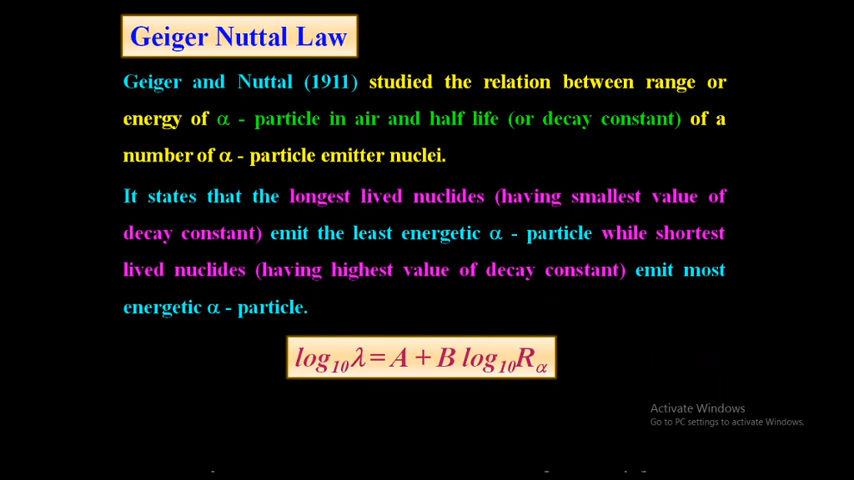 Geiger Nuttal Law
Geiger and Nuttal (1911) studied the relation between range or
energy of α - particle in air and half life (or decay constant) of a
number of α - particle emitter nuclei.
It states that the longest lived nuclides (having smallest value of
decay constant) emit the least energetic α - particle while shortest
lived nuclides (having highest value of decay constant) emit most
energetic α - particle.
log₁₀λ = A + B log₁₀Rα
Activate Windows
Go to PC settings to activate Windows.